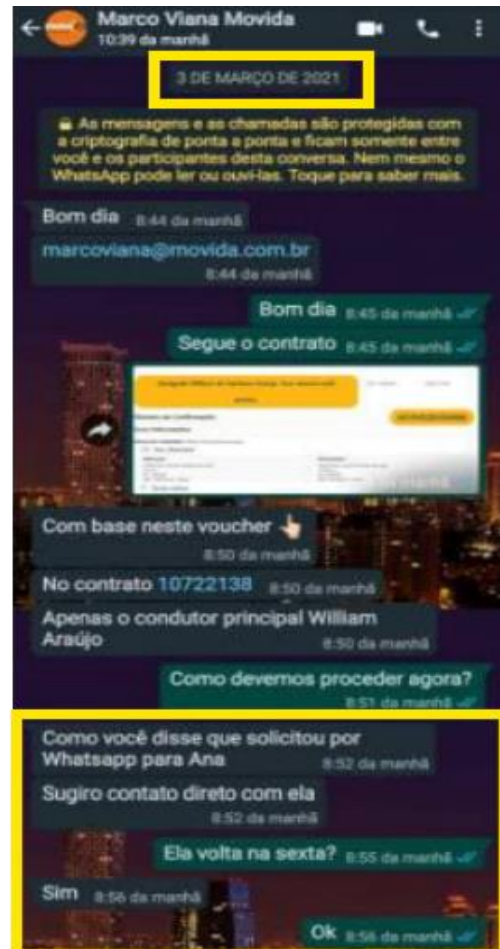 Marco Viana Movida
10:39 da manhã
3 DE MARÇO DE 2021
As mensagens e as chamadas são protegidas com
a criptografia de ponta a ponta e ficam somente entre
você e os participantes desta conversa. Nem mesmo o
WhatsApp pode ler ou ouvi-las. Toque para saber mais.
Bom dia 8:44 da manhã
marcoviana@movida.com.br
8:44 da manhã
Bom dia 8:45 da manhã
Segue o contrato 8:45 da manhã
Com base neste voucher 👆🏻
8:50 da manhã
No contrato 10722138 8:50 da manhã
Apenas o condutor principal William
Araújo 8:50 da manhã
Como devemos proceder agora?
8:51 da manhã
Como você disse que solicitou por
Whatsapp para Ana 8:52 da manhã
Sugiro contato direto com ela
8:52 da manhã
Ela volta na sexta? 8:55 da manhã
Sim 8:56 da manhã
Ok 8:56 da manhã